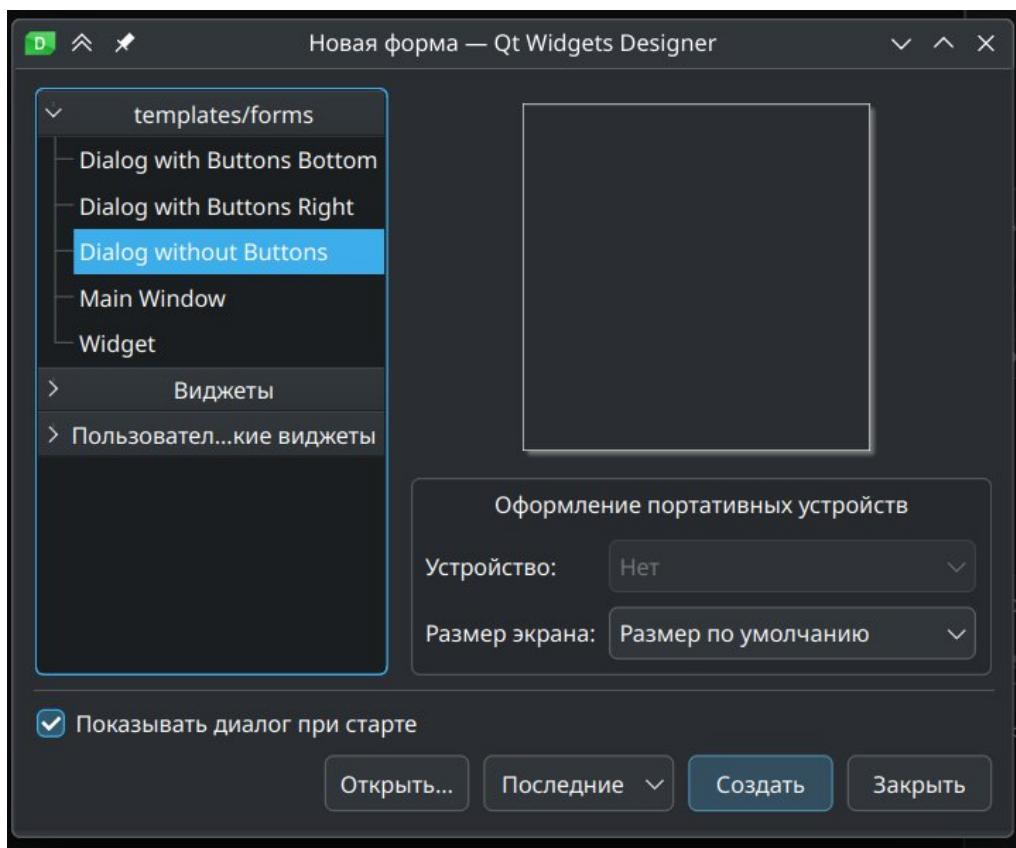 D
Новая форма — Qt Widgets Designer
templates/forms
Dialog with Buttons Bottom
Dialog with Buttons Right
Dialog without Buttons
Main Window
Widget
Виджеты
Пользовател...кие виджеты
Оформление портативных устройств
Устройство: Нет
Размер экрана: Размер по умолчанию
Показывать диалог при старте
Открыть... Последние Создать Закрыть